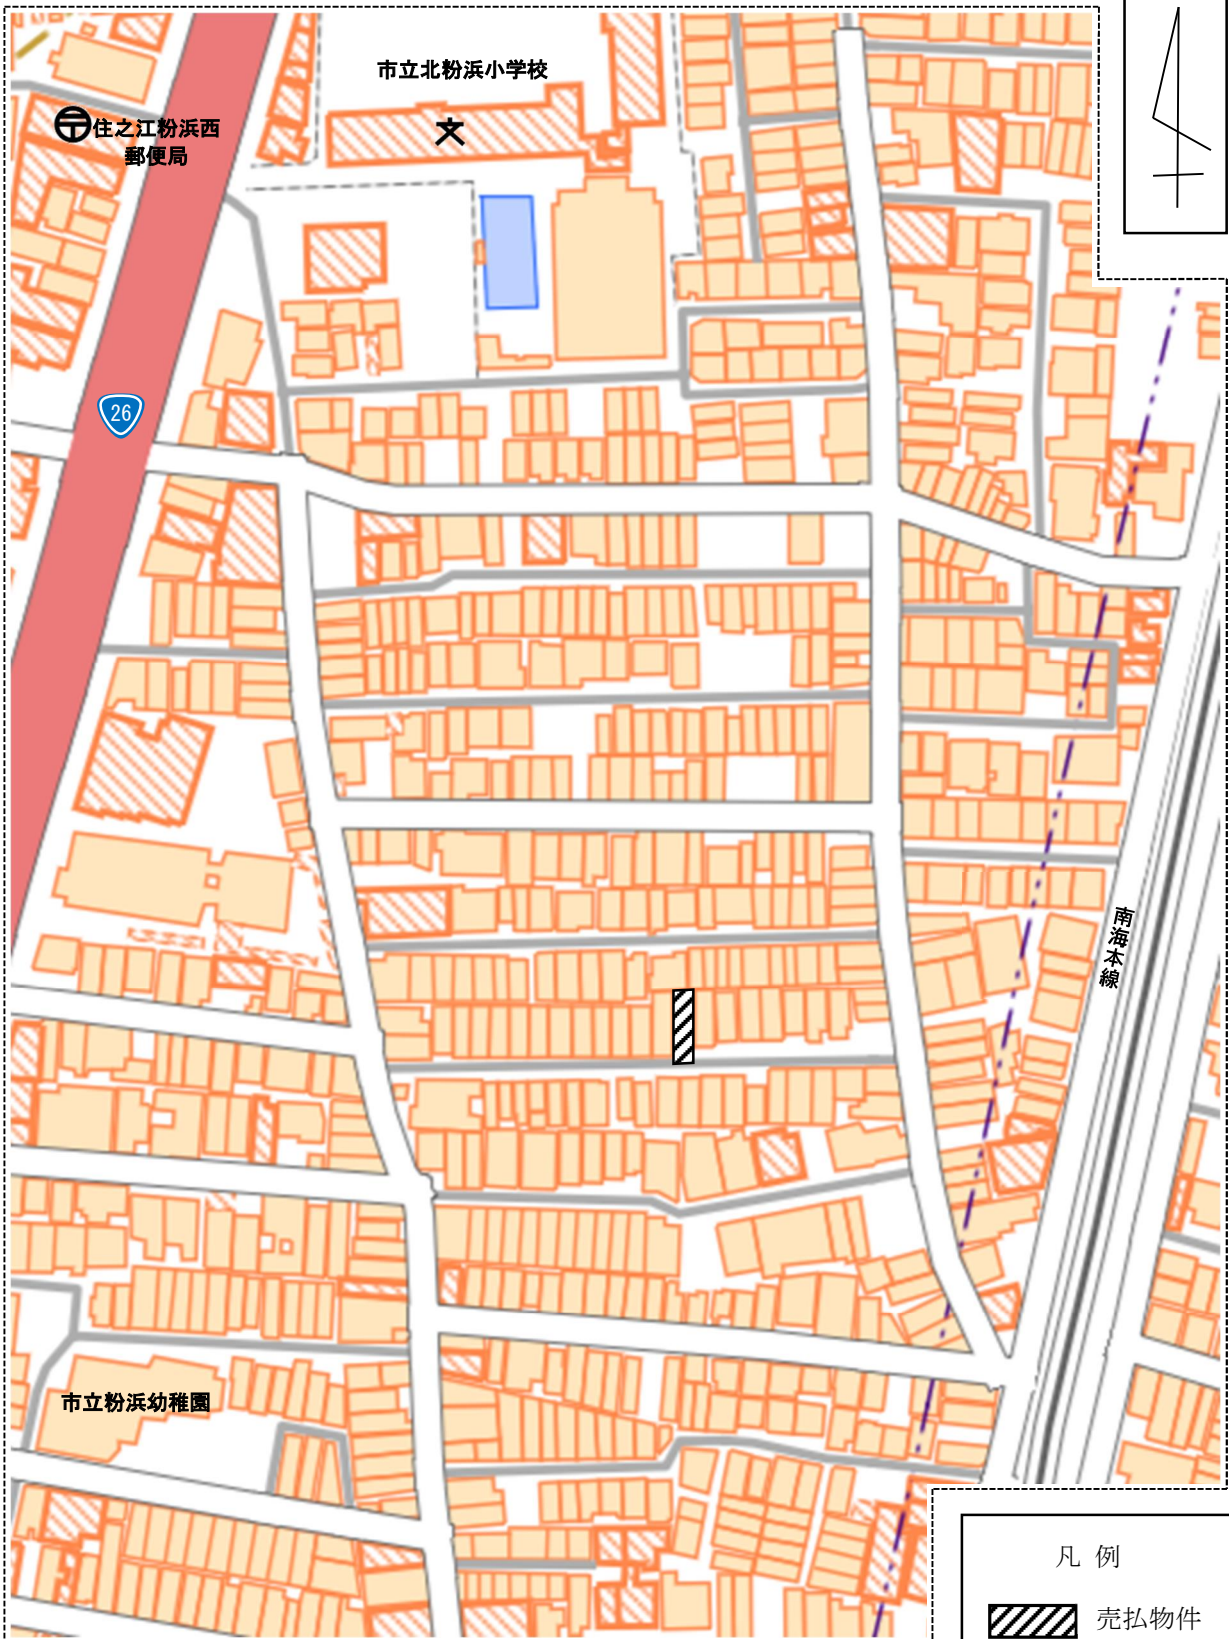 市立北粉浜小学校
住之江粉浜西
郵便局
26
南海本線
市立粉浜幼稚園
凡 例
売払物件